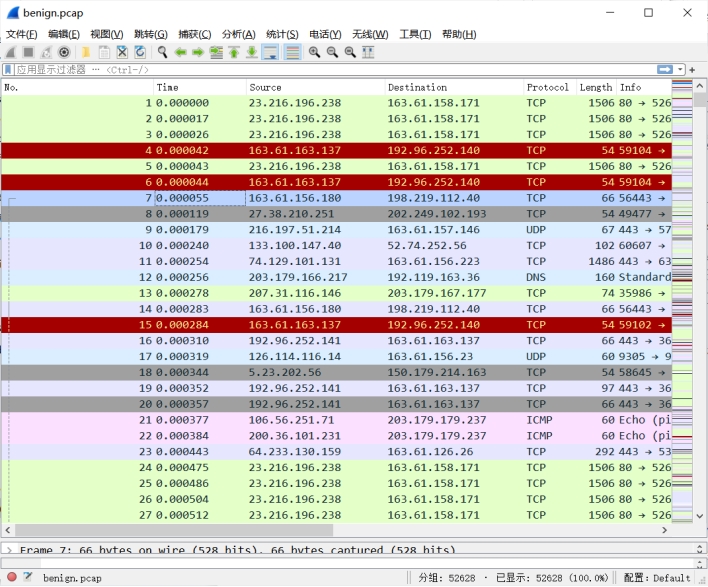 benign.pcap
文件(F) 编辑(E) 视图(V) 跳转(G) 捕获(C) 分析(A) 统计(S) 电话(Y) 无线(W) 工具(T) 帮助(H)
应用显示过滤器 … <Ctrl-/>
No. Time Source Destination Protocol Length Info
1 0.000000 23.216.196.238 163.61.158.171 TCP 1506 80 → 526
2 0.000017 23.216.196.238 163.61.158.171 TCP 1506 80 → 526
3 0.000026 23.216.196.238 163.61.158.171 TCP 1506 80 → 526
4 0.000042 163.61.163.137 192.96.252.140 TCP 54 59104 →
5 0.000043 23.216.196.238 163.61.158.171 TCP 1506 80 → 526
6 0.000044 163.61.163.137 192.96.252.140 TCP 54 59104 →
7 0.000055 163.61.156.180 198.219.112.40 TCP 66 56443 →
8 0.000119 27.38.210.251 202.249.102.193 TCP 54 49477 →
9 0.000179 216.197.51.214 163.61.157.146 UDP 67 443 → 57
10 0.000240 133.100.147.40 52.74.252.56 TCP 102 60607 →
11 0.000254 74.129.101.131 163.61.156.223 TCP 1486 443 → 63
12 0.000256 203.179.166.217 192.119.163.36 DNS 160 Standard
13 0.000278 207.31.116.146 203.179.167.177 TCP 74 35986 →
14 0.000283 163.61.156.180 198.219.112.40 TCP 66 56443 →
15 0.000284 163.61.163.137 192.96.252.140 TCP 54 59102 →
16 0.000310 192.96.252.141 163.61.163.137 TCP 66 443 → 36
17 0.000319 126.114.116.14 163.61.156.23 UDP 60 9305 → 9
18 0.000344 5.23.202.56 150.179.214.163 TCP 54 58645 →
19 0.000352 192.96.252.141 163.61.163.137 TCP 97 443 → 36
20 0.000357 192.96.252.141 163.61.163.137 TCP 66 443 → 36
21 0.000377 106.56.251.71 203.179.179.237 ICMP 60 Echo (pi
22 0.000384 200.36.101.231 203.179.179.237 ICMP 60 Echo (pi
23 0.000443 64.233.130.159 163.61.126.26 TCP 292 443 → 53
24 0.000475 23.216.196.238 163.61.158.171 TCP 1506 80 → 526
25 0.000486 23.216.196.238 163.61.158.171 TCP 1506 80 → 526
26 0.000504 23.216.196.238 163.61.158.171 TCP 1506 80 → 526
27 0.000512 23.216.196.238 163.61.158.171 TCP 1506 80 → 526
Frame 7: 66 bytes on wire (528 bits), 66 bytes captured (528 bits)
benign.pcap 分组: 52628 · 已显示: 52628 (100.0%) 配置: Default